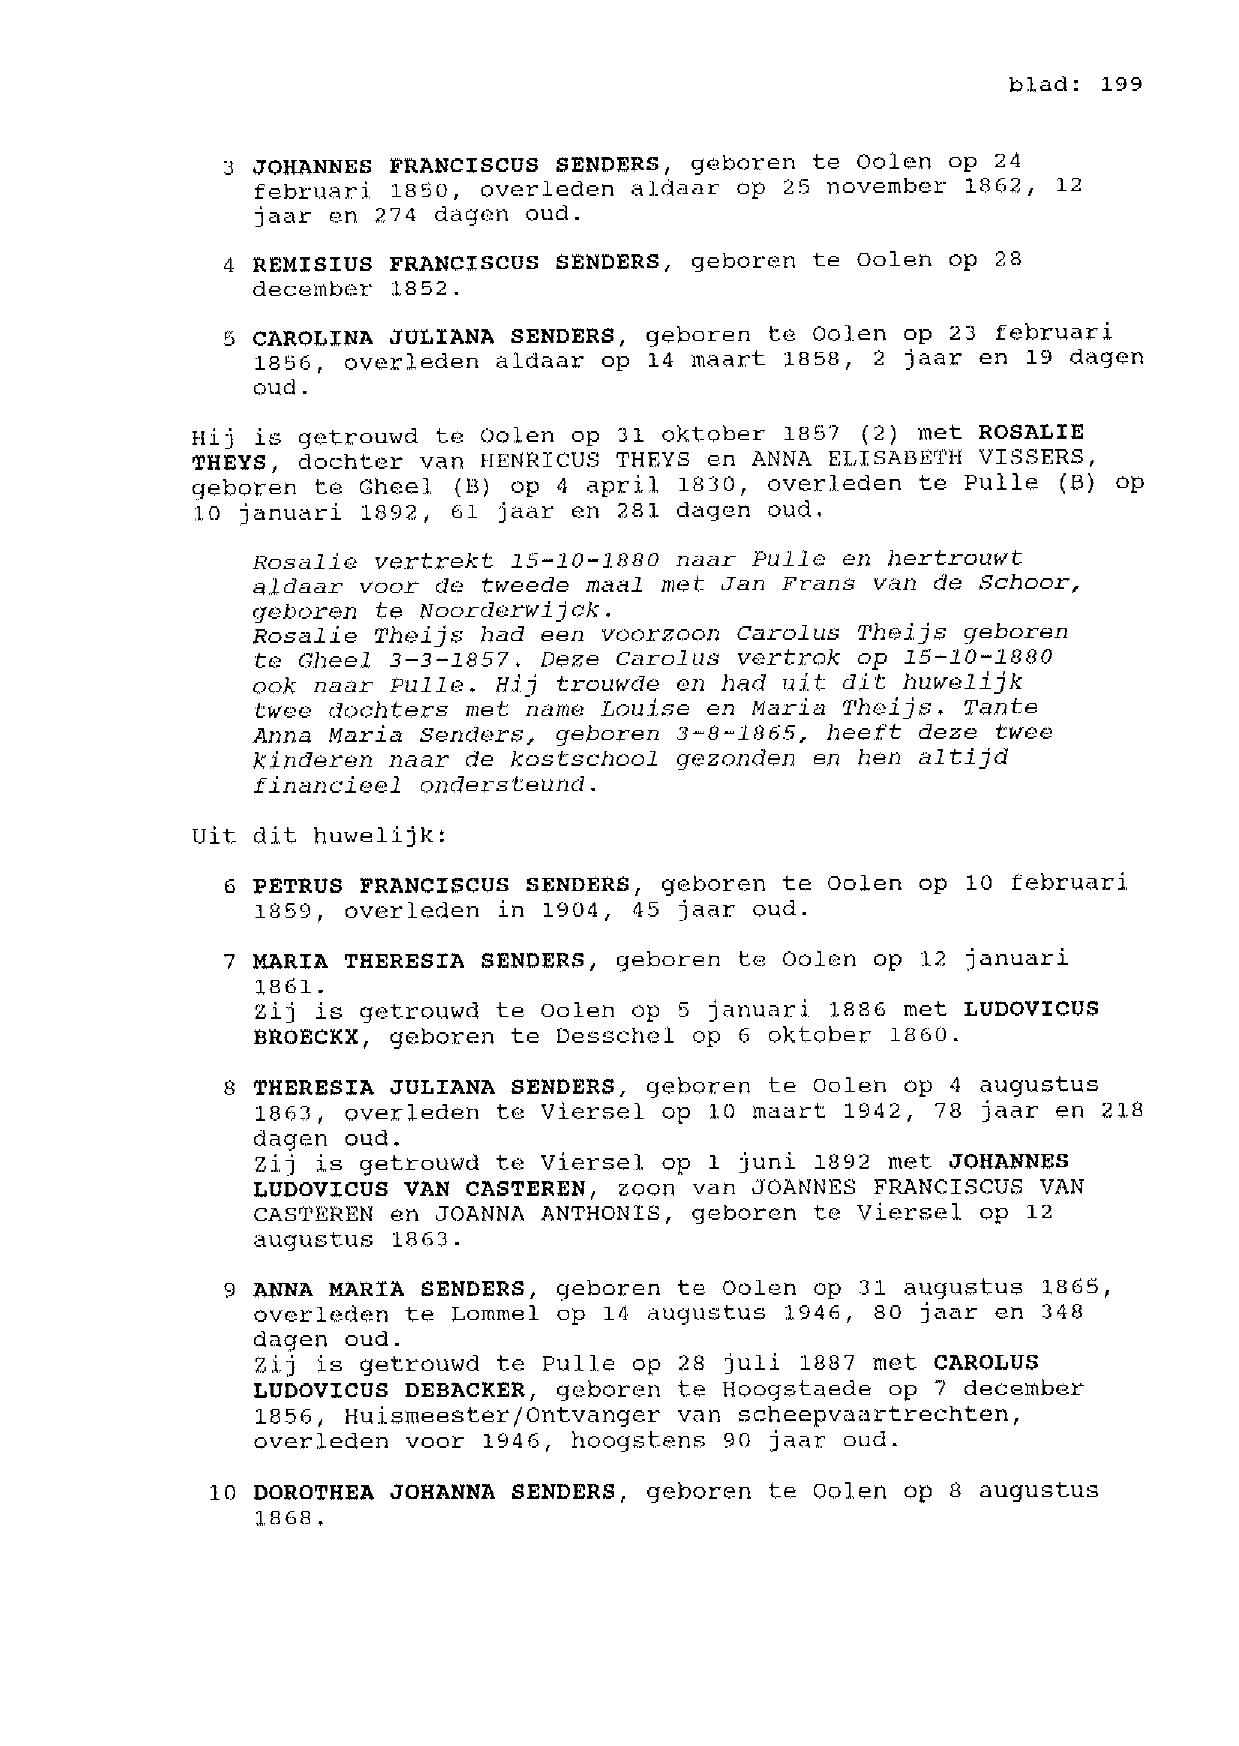 blad: 199
3 JOHANNES FRANCISCUS SENDERS, geboren te Oolen op 24
februari 1850, overleden aldaar op 25 november 1862, 12
jaar en 274 dagen oud.
4 REMISIUS FRANCISCUS SENDERS, geboren te Oolen op 28
december 1852.
5 CAROLINA JULIANA SENDERS, geboren te Oolen op 23 februari
1856, overleden aldaar op 14 maart 1858, 2 jaar en 19 dagen
oud.
Hij is getrouwd te Oolen op 31 oktober 1857 (2) met ROSALIE
THEYS, dochter van HENRICUS THEYS en ANNA ELISABETH VISSERS,
geboren te Gheel (B) op 4 april 1830, overleden te Pulle (B) op
10 januari 1892, 61 jaar en 281 dagen oud.
Rosalie vertrekt 15-10-1880 naar Pulle en hertrouwt
aldaar voor de tweede maal met Jan Frans van de Schoor,
geboren te Noorderwijck.
Rosalie Theijs had een voorzoon Carolus Theijs geboren
te Gheel 3-3-1857. Deze Carolus vertrok op 15-10-1880
ook naar Pulle. Hij trouwde en had uit dit huwelijk
twee dochters met name Louise en Maria Theijs. Tante
Anna Maria Senders, geboren 3-8-1865, heeft deze twee
kinderen naar de kostschool gezonden en hen altijd
financieel ondersteund.
Uit dit huwelijk:
6 PETRUS FRANCISCUS SENDERS, geboren te Oolen op 10 februari
1859, overleden in 1904, 45 jaar oud.
7 MARIA THERESIA SENDERS, geboren te Oolen op 12 januari
1861.
Zij is getrouwd te Oolen op 5 januari 1886 met LUDOVICUS
BROECKX, geboren te Desschel op 6 oktober 1860.
8 THERESIA JULIANA SENDERS, geboren te Oolen op 4 augustus
1863, overleden te Viersel op 10 maart 1942, 78 jaar en 218
dagen oud.
Zij is getrouwd te Viersel op 1 juni 1892 met JOHANNES
LUDOVICUS VAN CASTEREN, zoon van JOANNES FRANCISCUS VAN
CASTEREN en JOANNA ANTHONIS, geboren te Viersel op 12
augustus 1863.
9 ANNA MARIA SENDERS, geboren te Oolen op 31 augustus 1865,
overleden te Lommel op 14 augustus 1946, 80 jaar en 348
dagen oud.
Zij is getrouwd te Pulle op 28 juli 1887 met CAROLUS
LUDOVICUS DEBACKER, geboren te Hoogstaede op 7 december
1856, Huismeester/Ontvanger van scheepvaartrechten,
overleden voor 1946, hoogstens 90 jaar oud.
10 DOROTHEA JOHANNA SENDERS, geboren te Oolen op 8 augustus
1868.